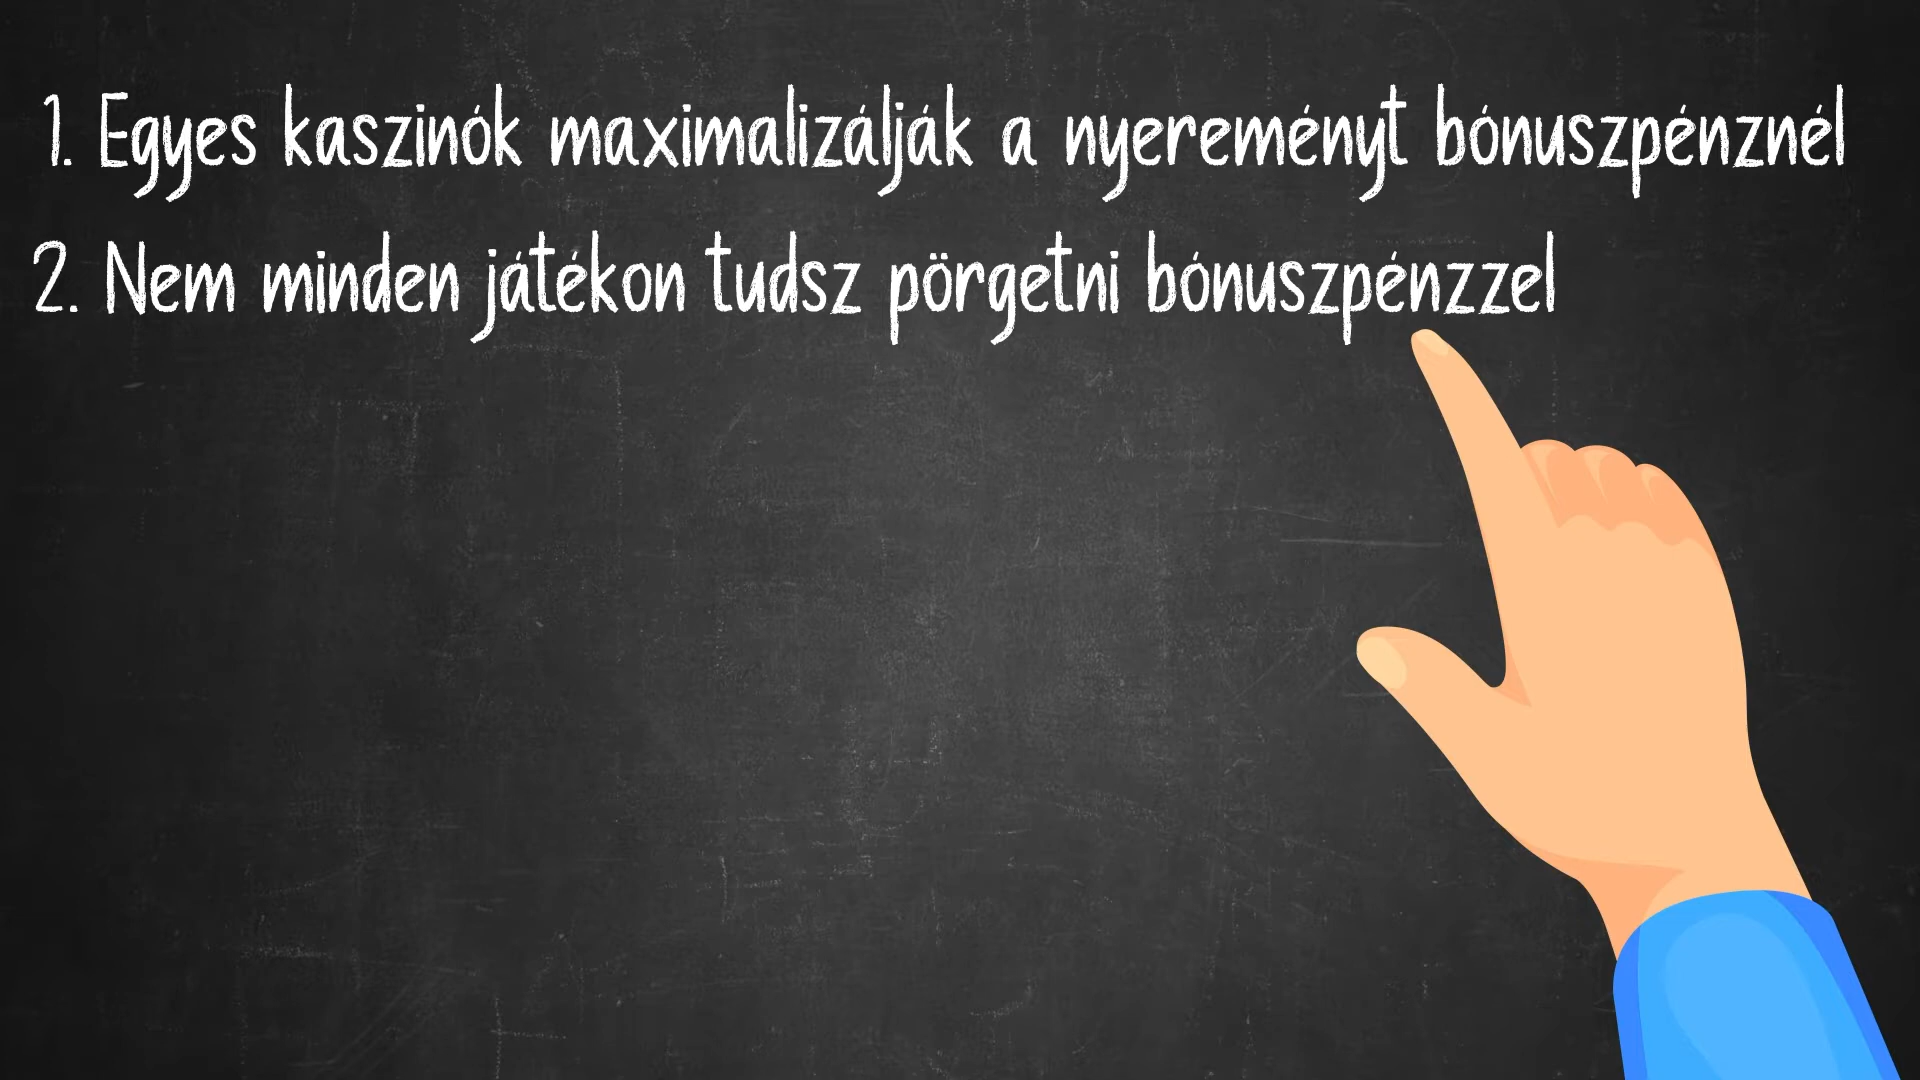 1. Egyes kaszinók maximalizálják a nyereményt bónuszpénznél
2. Nem minden játékon tudsz pörgetni bónuszpénzzel